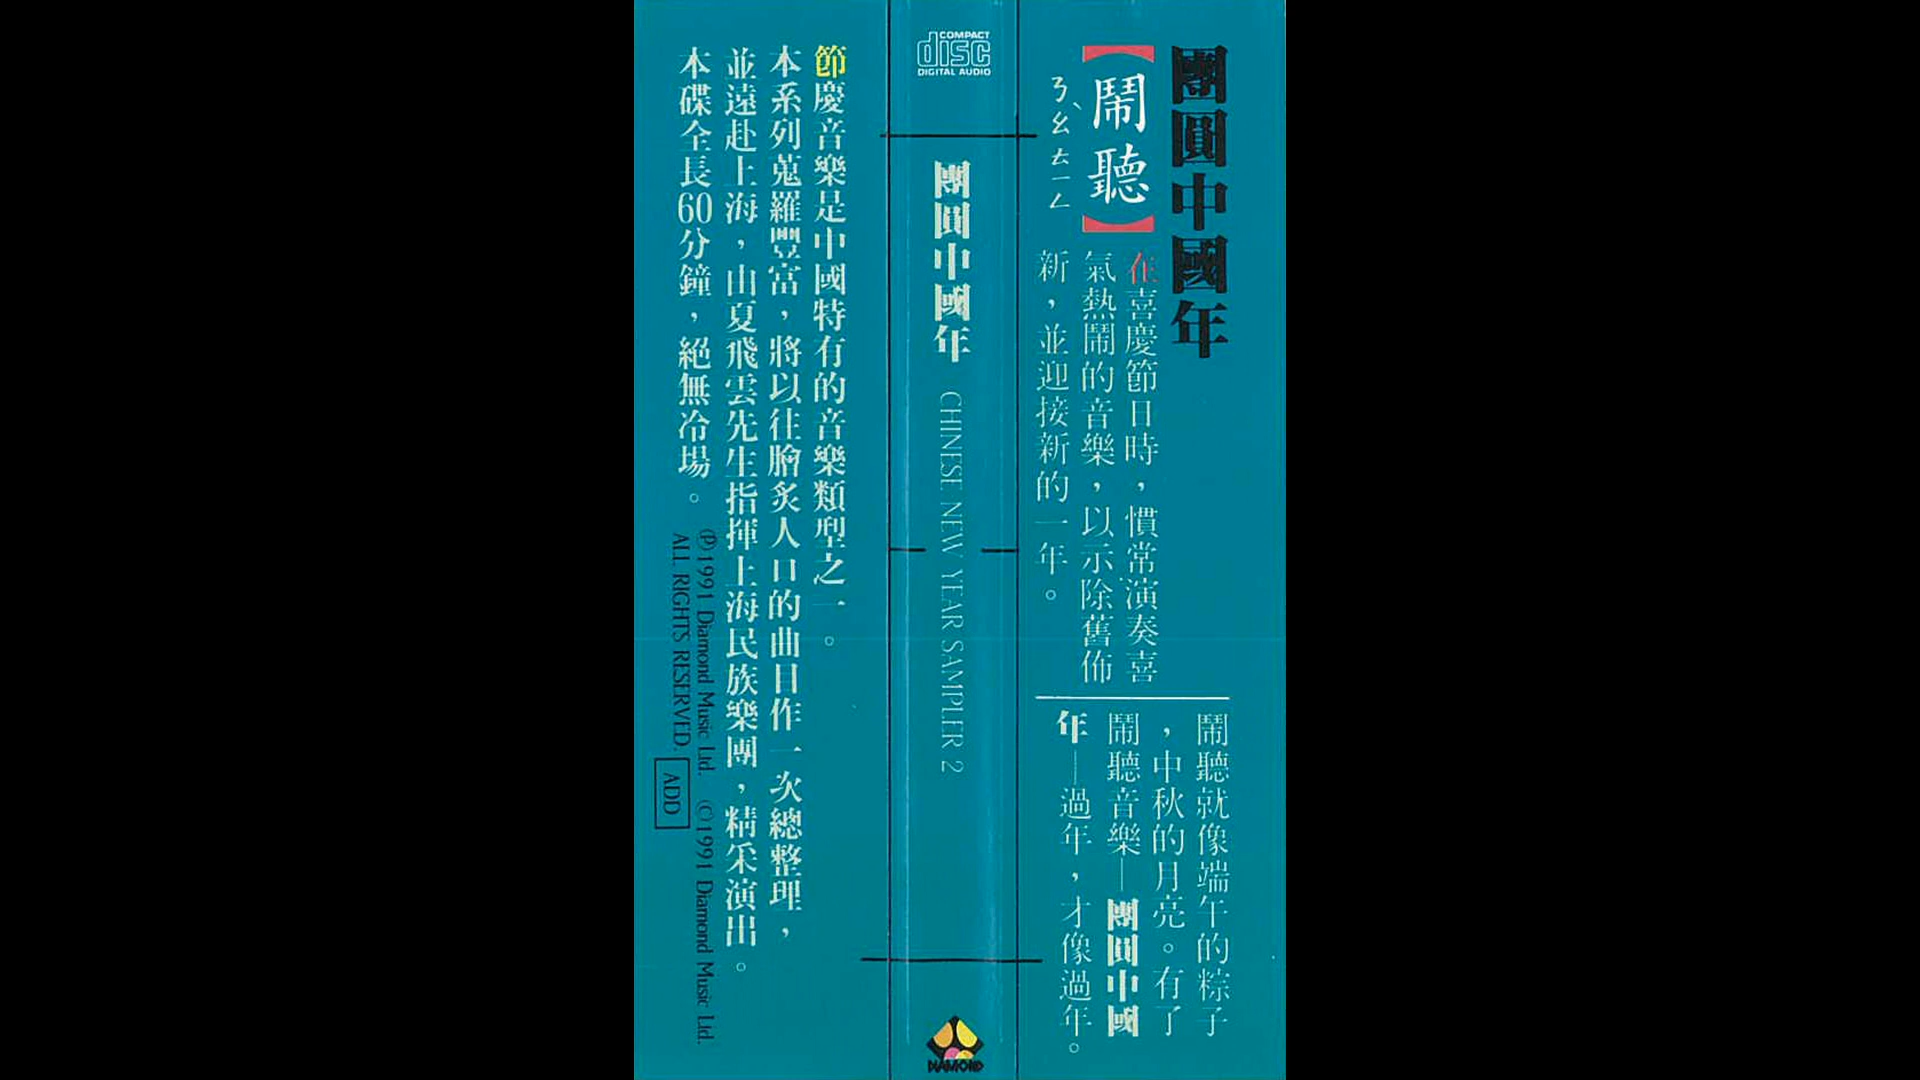 團圓中國年
【鬧聽】
ㄋㄠˋㄊㄧㄥ
在喜慶節日時，慣常演奏喜
氣熱鬧的音樂，以示除舊佈
新，並迎接新的一年。
鬧聽就像端午的粽子
，中秋的月亮。有了
鬧聽音樂—團圓中國
年—過年，才像過年。
COMPACT
disc
DIGITAL AUDIO
團圓中國年 CHINESE NEW YEAR SAMPLER 2
DIAMOND
節慶音樂是中國特有的音樂類型之一。
本系列蒐羅豐富，將以往膾炙人口的曲目作一次總整理，
並遠赴上海，由夏飛雲先生指揮上海民族樂團，精采演出。
本碟全長60分鐘，絕無冷場。
Ⓟ1991 Diamond Music Ltd. Ⓒ1991 Diamond Music Ltd.
ALL RIGHTS RESERVED. ADD